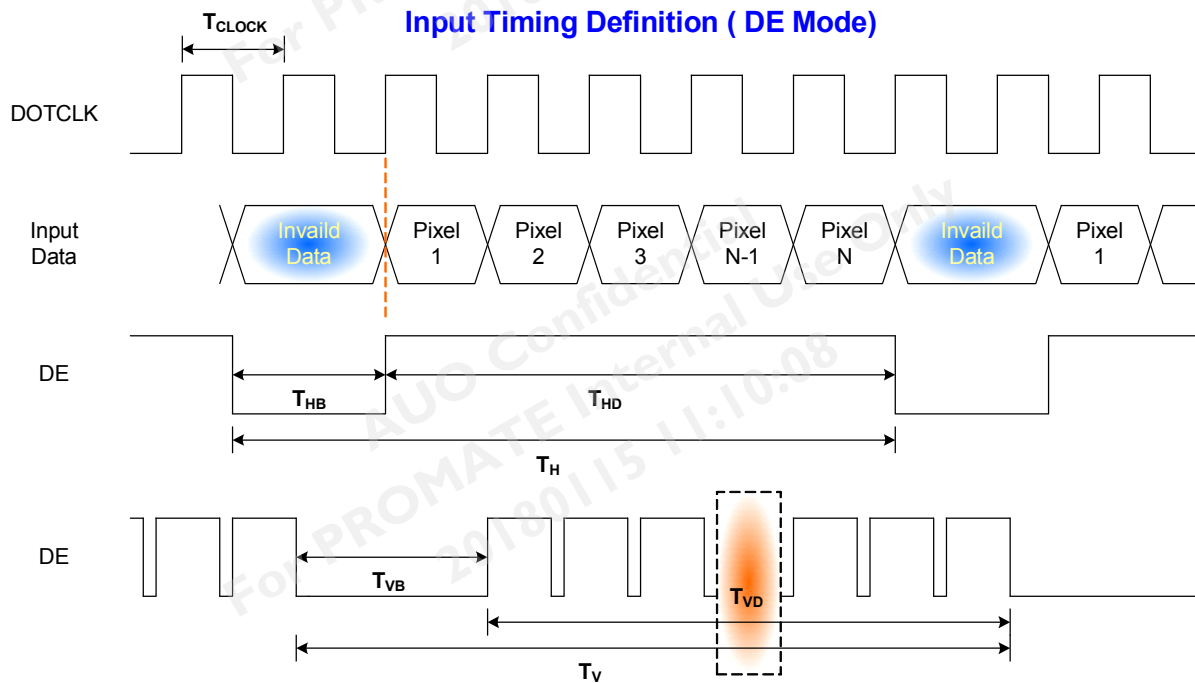 Input Timing Definition ( DE Mode)
TCLOCK
DOTCLK
Input
Data
Invaild
Data
Pixel
1
Pixel
2
Pixel
3
Pixel
N-1
Pixel
N
Invaild
Data
Pixel
1
DE
THB
THD
TH
DE
TVB
TVD
TV
AUO Confidential
For PROMATE Internal Use Only
20180115 11:10:08
For P